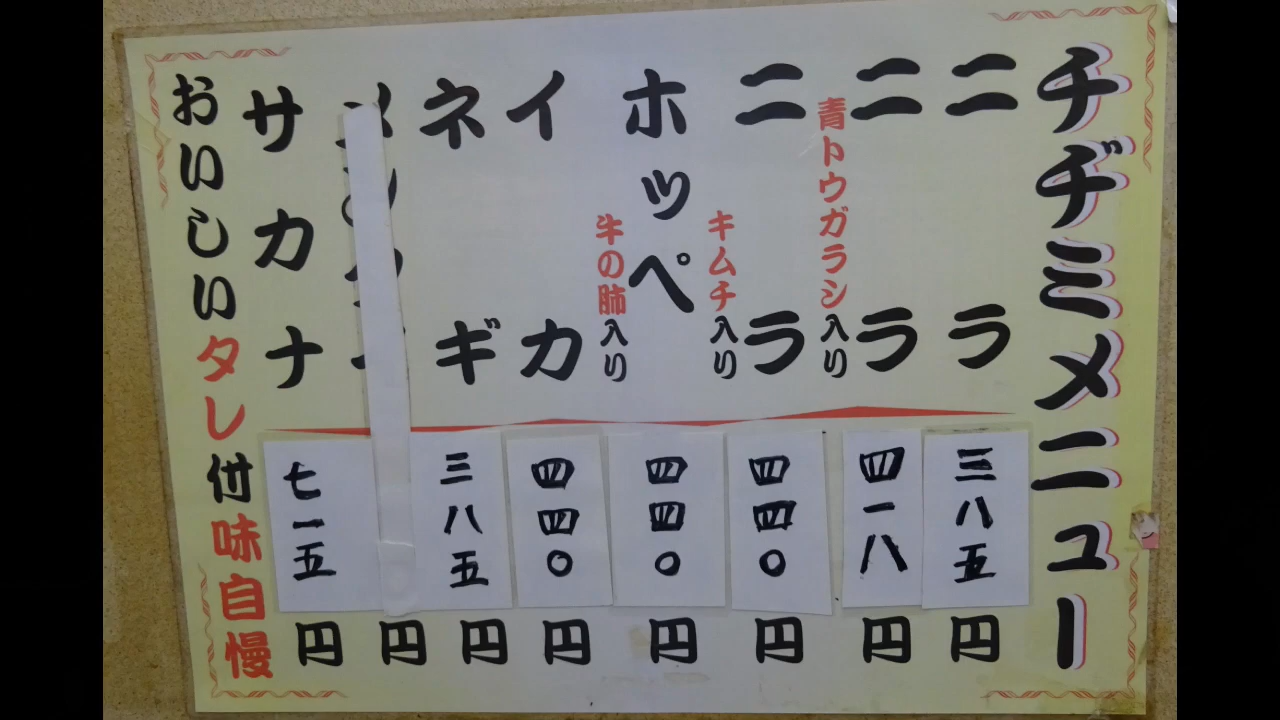 チヂミメニュー
ニラ 三八五円
青トウガラシ入り
ニラ 四一八円
キムチ入り
ニラ 四四〇円
ホッペ 四四〇円
牛の肺入り
イカ 四四〇円
ネギ 三八五円
円
サカナ 七一五円
おいしいタレ付味自慢